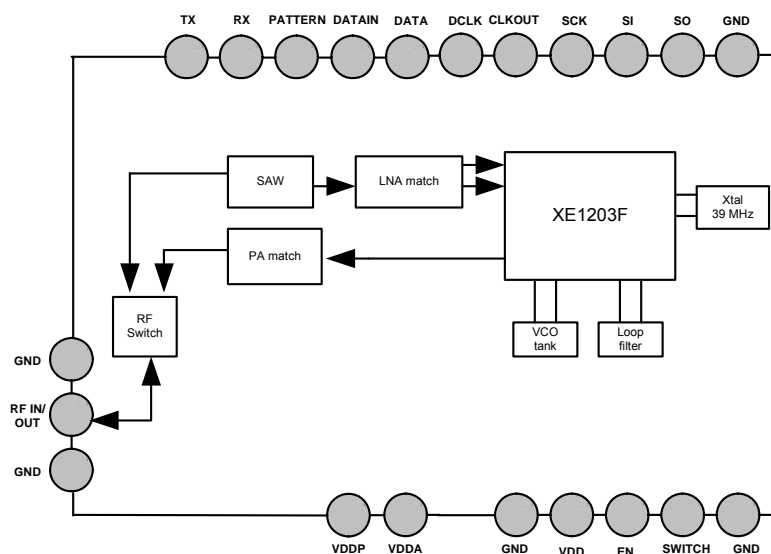 TX RX PATTERN DATAIN DATA DCLK CLKOUT SCK SI SO GND
SAW
LNA match
XE1203F
Xtal
39 MHz
PA match
RF
Switch
VCO
tank
Loop
filter
GND
RF IN/
OUT
GND
VDDP VDDA GND VDD EN SWITCH GND